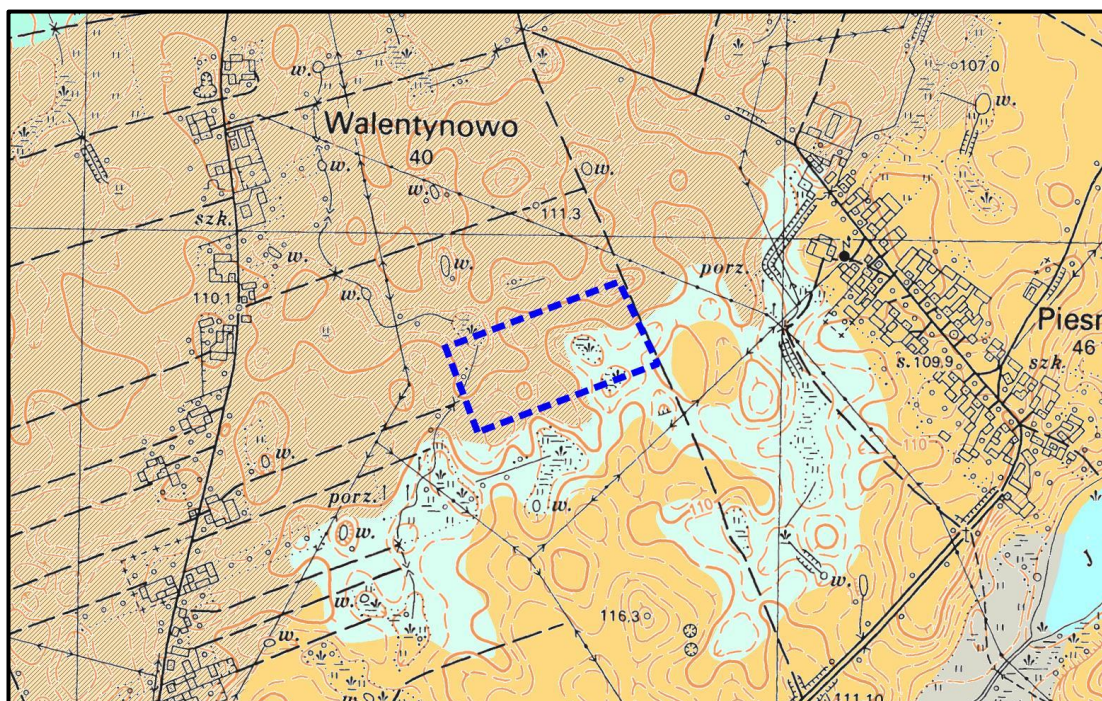 w.
107.0
w.
Walentynowo
40
w.
w.
w.
szk.
111.3
w.
w.
porz.
110.1
w.
Piesn
46
s. 109,9
szk.
110
w.
porz.
110
w.
w.
J
w.
w.
116.3
w.
w.
111.10